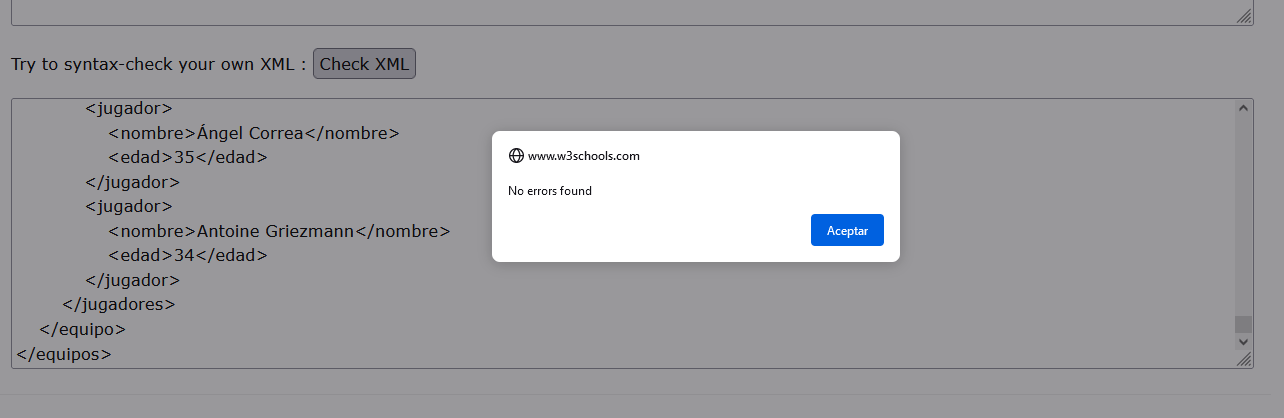 Try to syntax-check your own XML : Check XML
<jugador>
<nombre>Ángel Correa</nombre>
<edad>35</edad>
</jugador>
<jugador>
<nombre>Antoine Griezmann</nombre>
<edad>34</edad>
</jugador>
</jugadores>
</equipo>
</equipos>
www.w3schools.com
No errors found
Aceptar